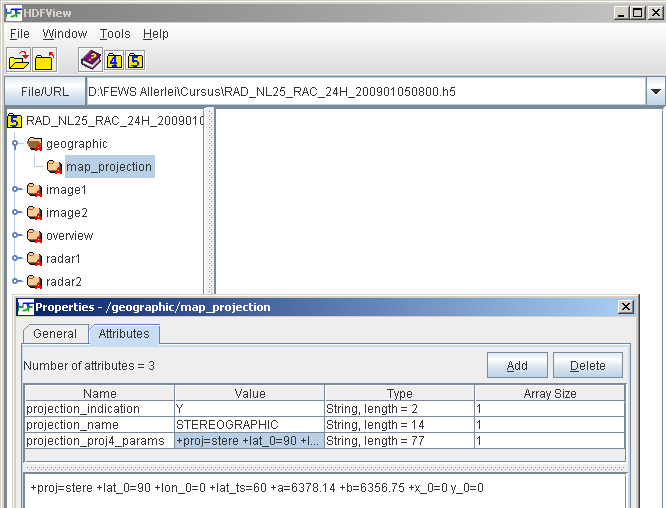 HDFView
File Window Tools Help
4 5
File/URL D:\FEWS Allerlei\Cursus\RAD_NL25_RAC_24H_200901050800.h5
5 RAD_NL25_RAC_24H_2009010
geographic
map_projection
image1
image2
overview
radar1
radar2
HDF Properties - /geographic/map_projection
General Attributes
Number of attributes = 3 Add Delete
Name Value Type Array Size
projection_indication Y String, length = 2 1
projection_name STEREOGRAPHIC String, length = 14 1
projection_proj4_params +proj=stere +lat_0=90 +l... String, length = 77 1
+proj=stere +lat_0=90 +lon_0=0 +lat_ts=60 +a=6378.14 +b=6356.75 +x_0=0 y_0=0